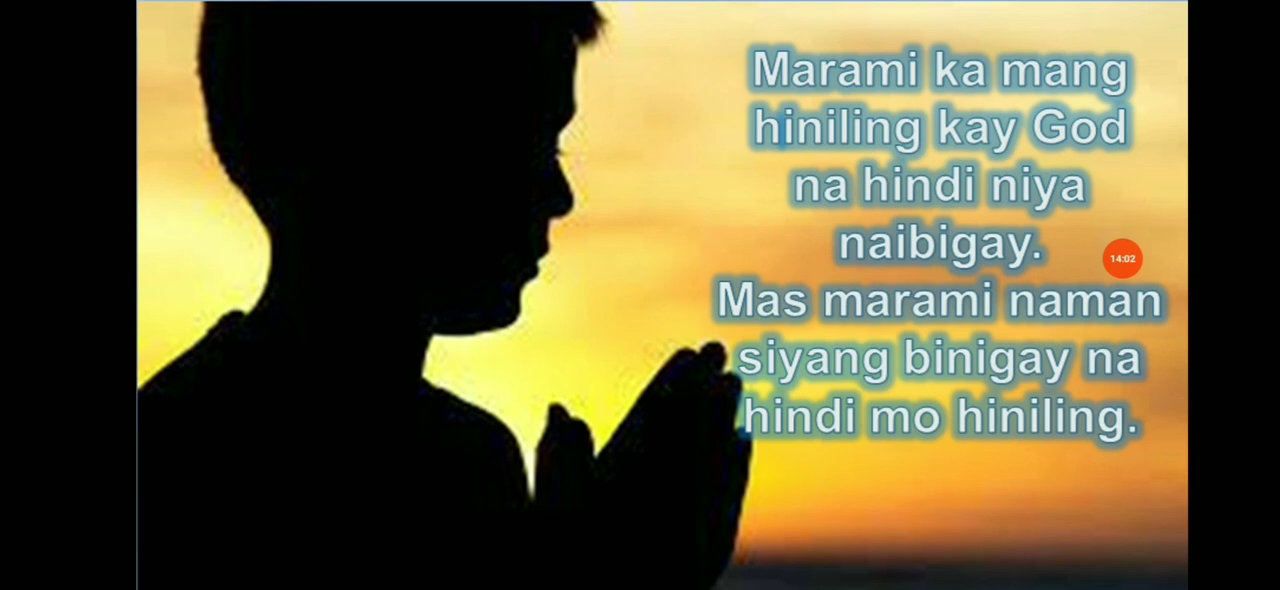 Marami ka mang
hiniling kay God
na hindi niya
naibigay.
14:02
Mas marami naman
siyang binigay na
hindi mo hiniling.